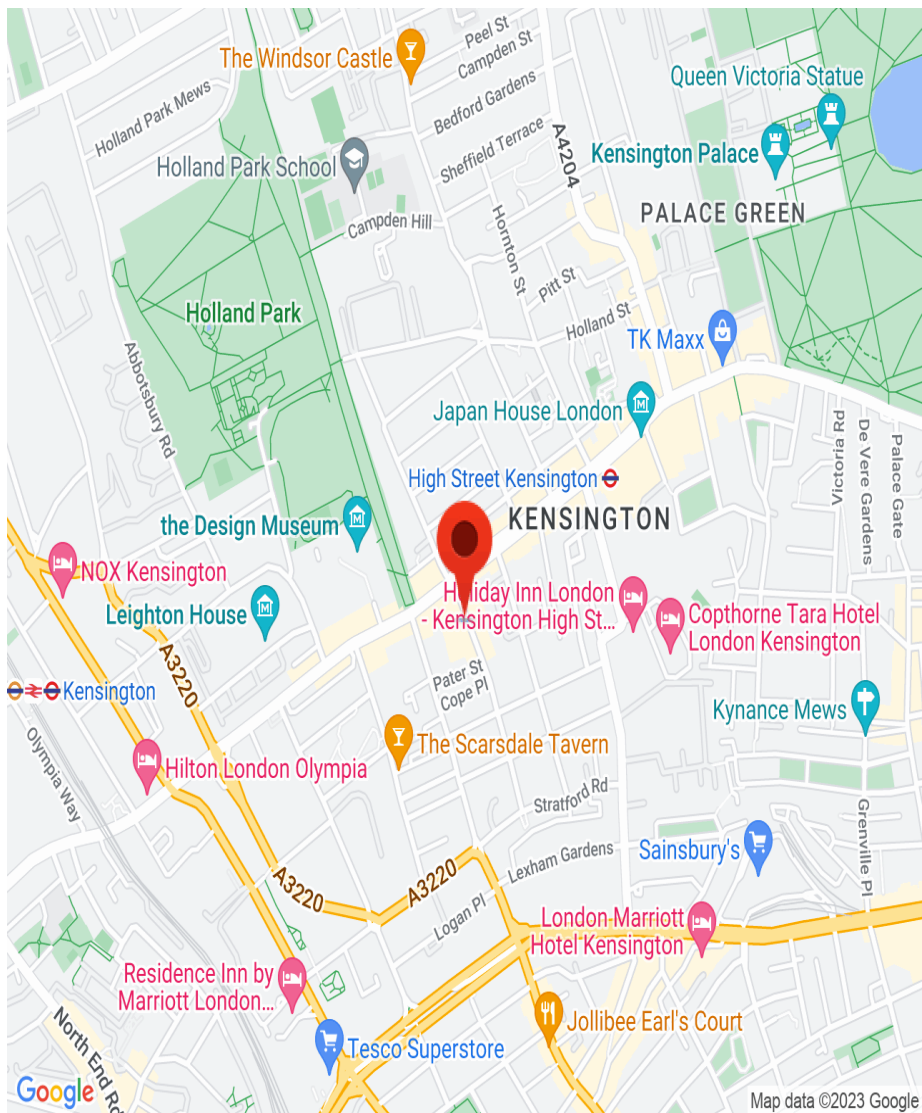 Peel St
The Windsor Castle
Campden St
Queen Victoria Statue
Holland Park Mews
Bedford Gardens
Sheffield Terrace
A4204
Kensington Palace
Holland Park School
PALACE GREEN
Campden Hill
Hornton St
Pitt St
Holland Park
Holland St
TK Maxx
Abbotsbury Rd
Japan House London
Victoria Rd
De Vere Gardens
Palace Gate
High Street Kensington
the Design Museum
KENSINGTON
NOX Kensington
Holiday Inn London
- Kensington High St...
Leighton House
Copthorne Tara Hotel
London Kensington
A3220
Pater St
Kensington
Cope Pl
Kynance Mews
Olympia Way
The Scarsdale Tavern
Hilton London Olympia
Stratford Rd
Grenville Pl
Sainsbury's
Lexham Gardens
A3220
A3220
Logan Pl
London Marriott
Hotel Kensington
Residence Inn by
Marriott London...
Jollibee Earl's Court
North End Rd
Tesco Superstore
Google
Map data ©2023 Google